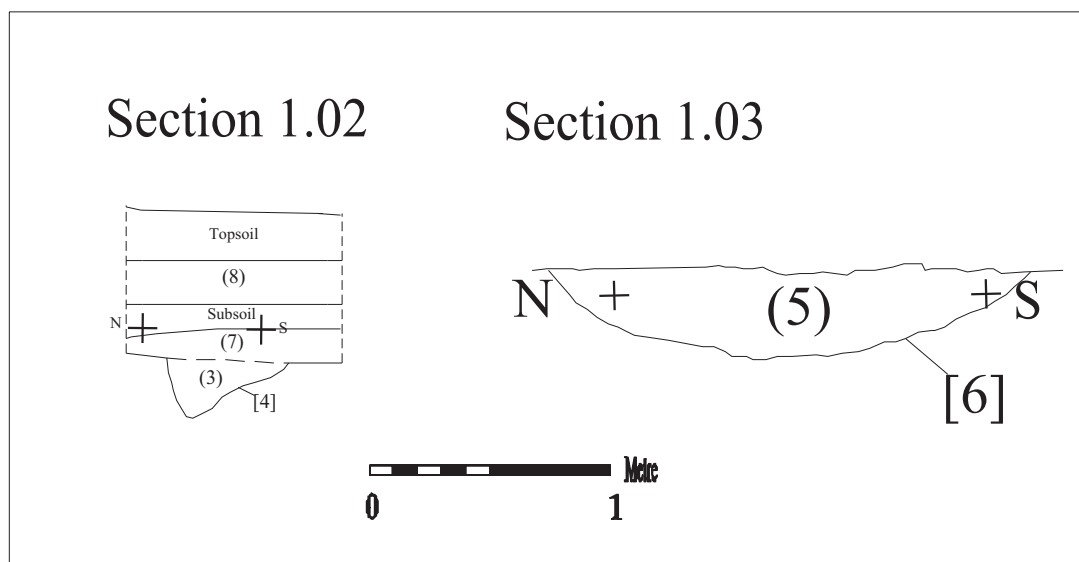 Section 1.02
Topsoil
(8)
Subsoil
N S
(7)
(3)
[4]
Section 1.03
N (5) S
[6]
Metre
0 1